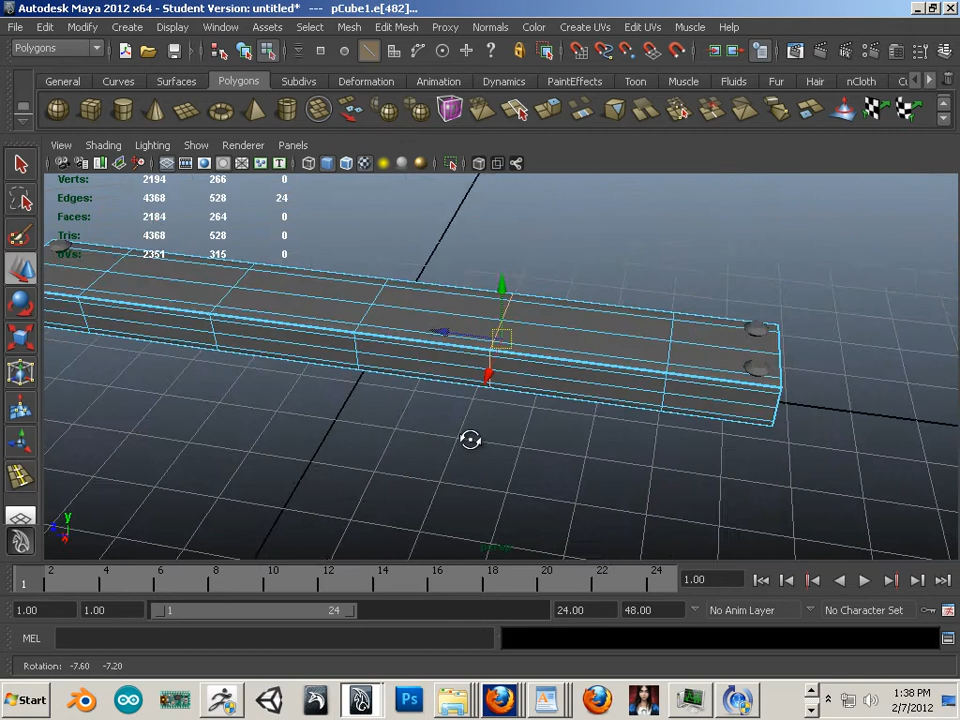 Autodesk Maya 2012 x64 - Student Version: untitled* --- pCube1.e[482]...
File Edit Modify Create Display Window Assets Select Mesh Edit Mesh Proxy Normals Color Create UVs Edit UVs Muscle Help
Polygons
General Curves Surfaces Polygons Subdivs Deformation Animation Dynamics PaintEffects Toon Muscle Fluids Fur Hair nCloth Cu
View Shading Lighting Show Renderer Panels
Verts: 2194 266 0
Edges: 4368 528 24
Faces: 2184 264 0
Tris: 4368 528 0
UVs: 2351 315 0
y
persp
1 2 4 6 8 10 12 14 16 18 20 22 24 1.00
1.00 1.00 1 24 24.00 48.00 No Anim Layer No Character Set
MEL
Rotation: -7.60 -7.20
Start Ps 1:38 PM
2/7/2012